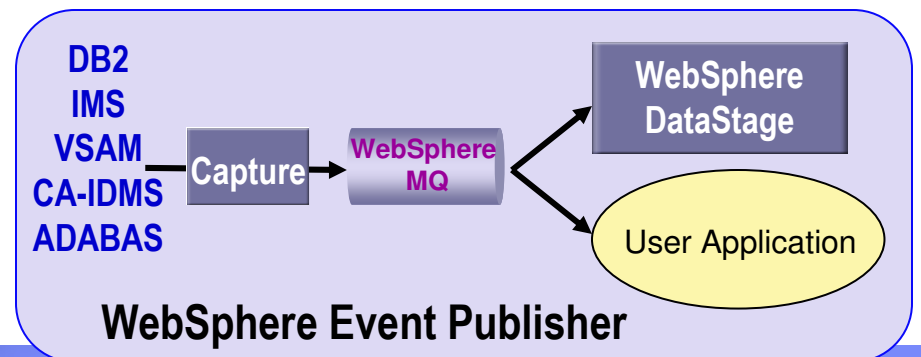 DB2
IMS
VSAM
CA-IDMS
ADABAS
Capture
WebSphere
MQ
WebSphere
DataStage
User Application
WebSphere Event Publisher